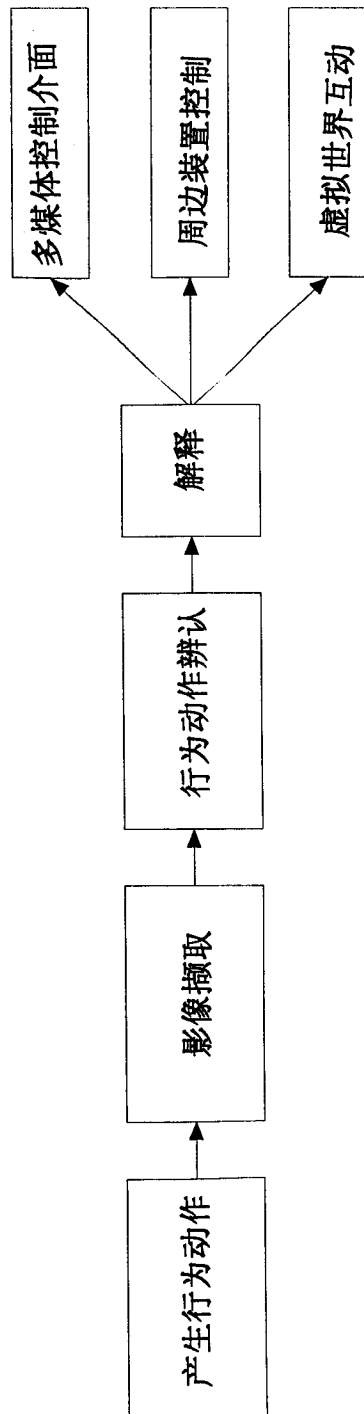 产生行为动作
影像撷取
行为动作辨认
解释
多媒体控制介面
周边装置控制
虚拟世界互动